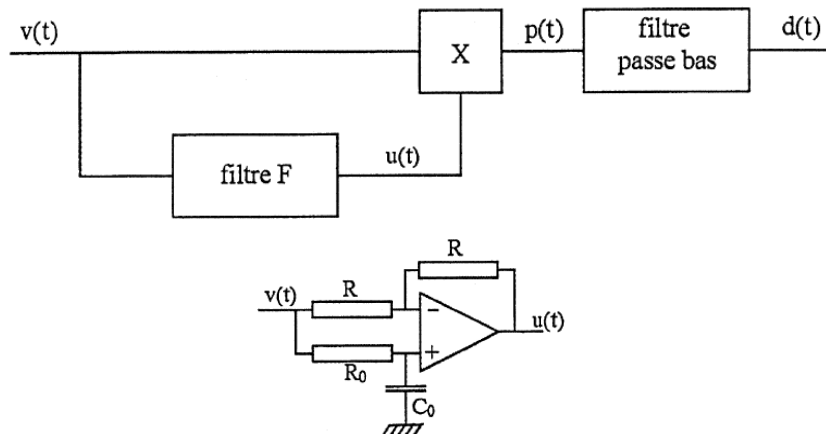 v(t)
X
p(t)
filtre
passe bas
d(t)
filtre F
u(t)
v(t)
R
R
-
+
u(t)
R₀
C₀